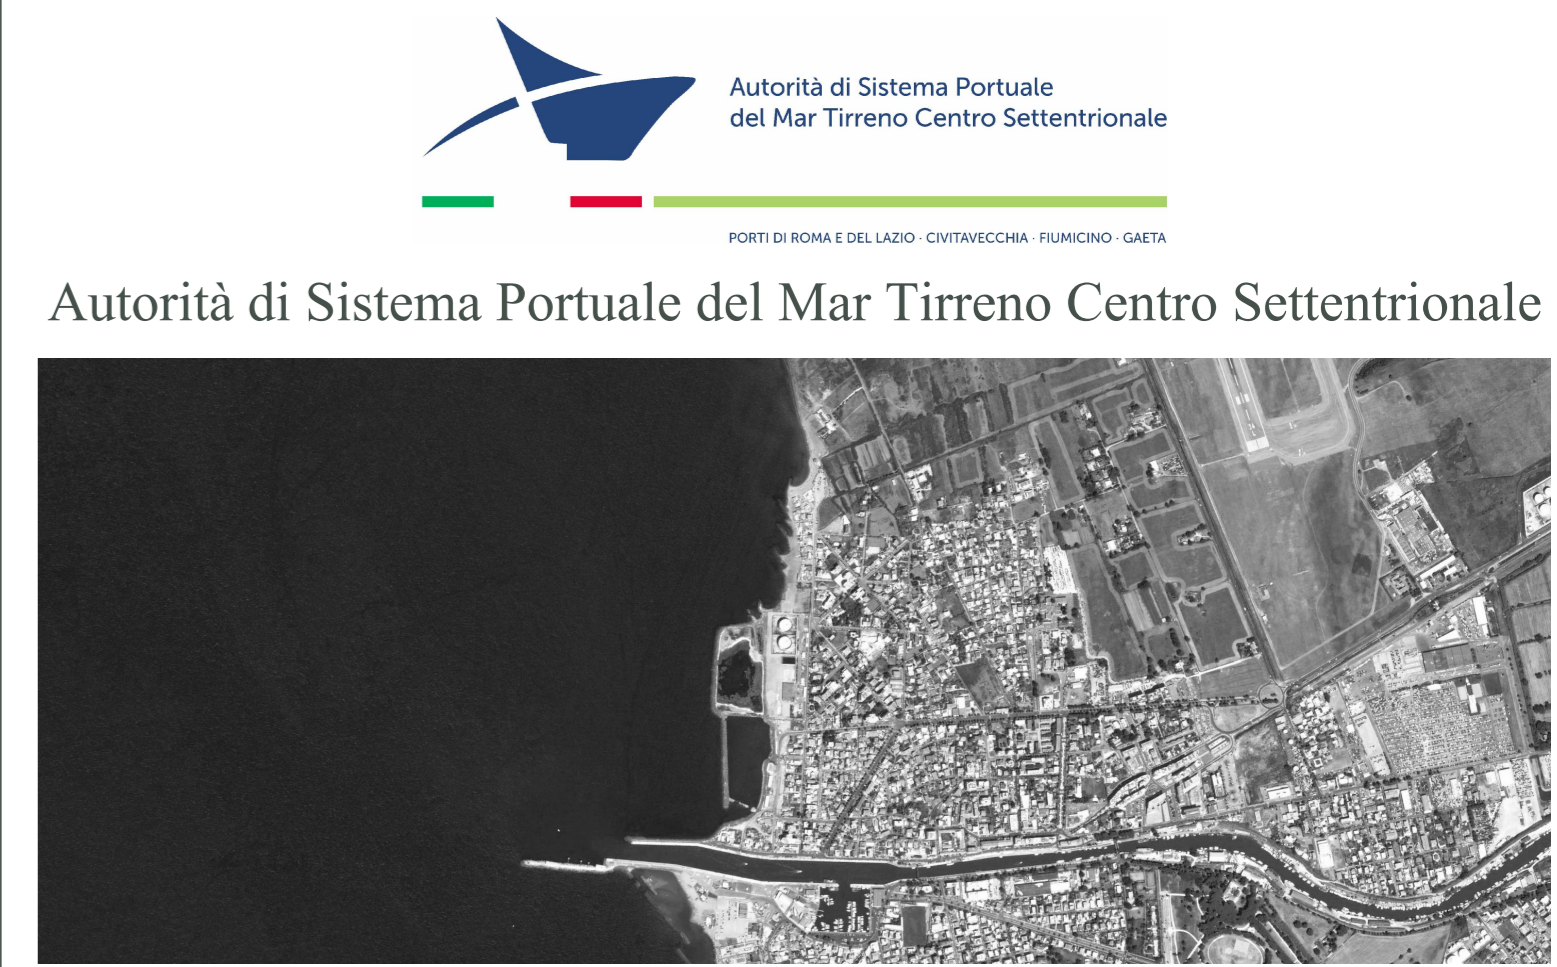 Autorità di Sistema Portuale
del Mar Tirreno Centro Settentrionale
PORTI DI ROMA E DEL LAZIO · CIVITAVECCHIA · FIUMICINO · GAETA
Autorità di Sistema Portuale del Mar Tirreno Centro Settentrionale